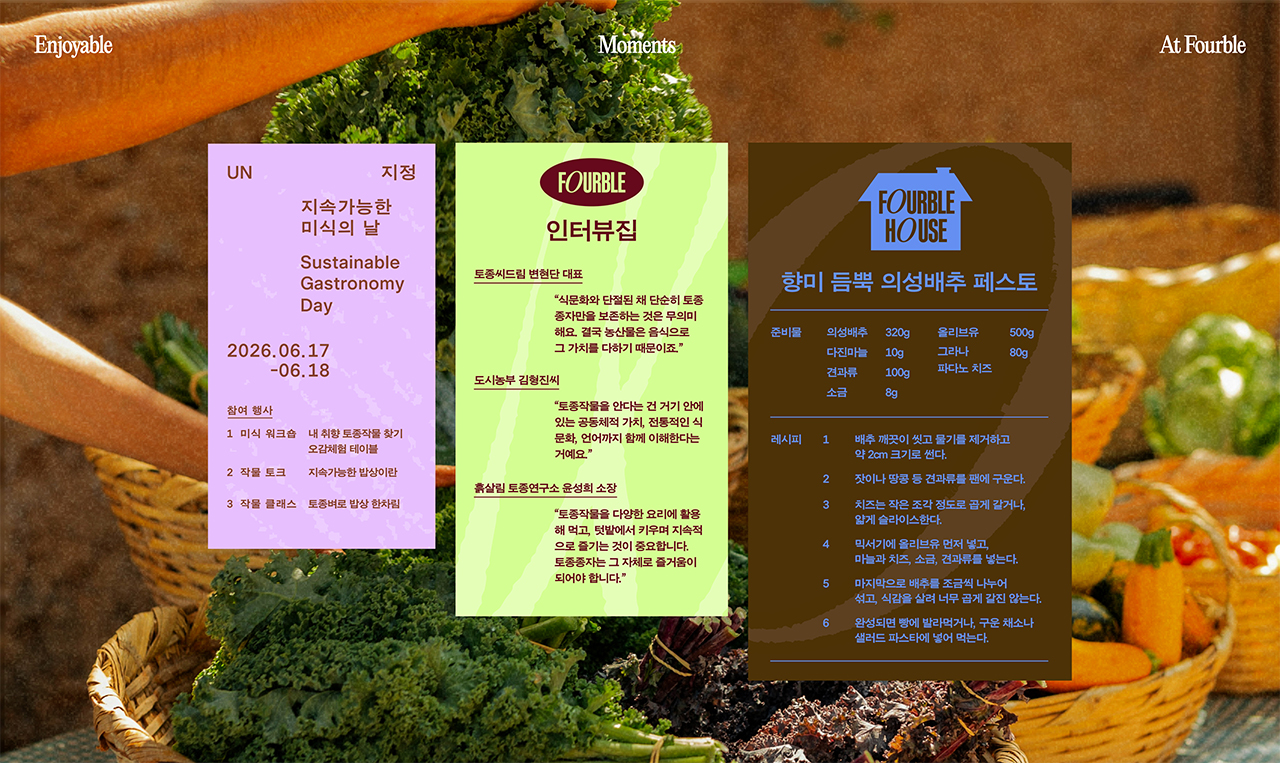 Enjoyable
Moments
At Fourble
UN 지정
지속가능한
미식의 날
Sustainable
Gastronomy
Day
2026.06.17
-06.18
참여 행사
1 미식 워크숍 내 취향 토종작물 찾기
오감체험 테이블
2 작물 토크 지속가능한 밥상이란
3 작물 클래스 토종벼로 밥상 한차림
FOURBLE
인터뷰집
토종씨드림 변현단 대표
“식문화와 단절된 채 단순히 토종
종자만을 보존하는 것은 무의미
해요. 결국 농산물은 음식으로
그 가치를 다하기 때문이죠.”
도시농부 김형진씨
“토종작물을 안다는 건 거기 안에
있는 공동체적 가치, 전통적인 식
문화, 언어까지 함께 이해한다는
거예요.”
흙살림 토종연구소 윤성희 소장
“토종작물을 다양한 요리에 활용
해 먹고, 텃밭에서 키우며 지속적
으로 즐기는 것이 중요합니다.
토종종자는 그 자체로 즐거움이
되어야 합니다.”
FOURBLE
HOUSE
향미 듬뿍 의성배추 페스토
준비물 의성배추 320g 올리브유 500g
다진마늘 10g 그라나 80g
파다노 치즈
견과류 100g
소금 8g
레시피 1 배추 깨끗이 씻고 물기를 제거하고
약 2cm 크기로 썬다.
2 잣이나 땅콩 등 견과류를 팬에 구운다.
3 치즈는 작은 조각 정도로 곱게 갈거나,
얇게 슬라이스한다.
4 믹서기에 올리브유 먼저 넣고,
마늘과 치즈, 소금, 견과류를 넣는다.
5 마지막으로 배추를 조금씩 나누어
섞고, 식감을 살려 너무 곱게 갈진 않는다.
6 완성되면 빵에 발라먹거나, 구운 채소나
샐러드 파스타에 넣어 먹는다.